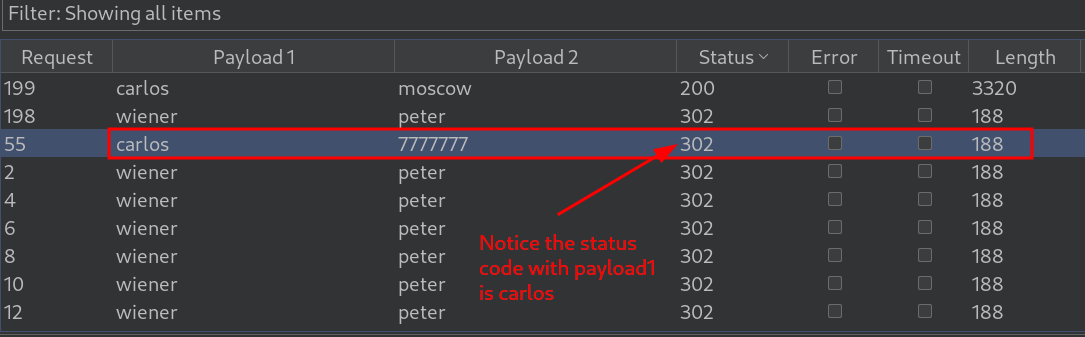 Filter: Showing all items
Request Payload 1 Payload 2 Status Error Timeout Length
199 carlos moscow 200 3320
198 wiener peter 302 188
55 carlos 7777777 302 188
2 wiener peter 302 188
4 wiener peter 302 188
6 wiener peter 302 188
8 wiener peter 302 188
10 wiener peter 302 188
12 wiener peter 302 188
Notice the status
code with payload1
is carlos